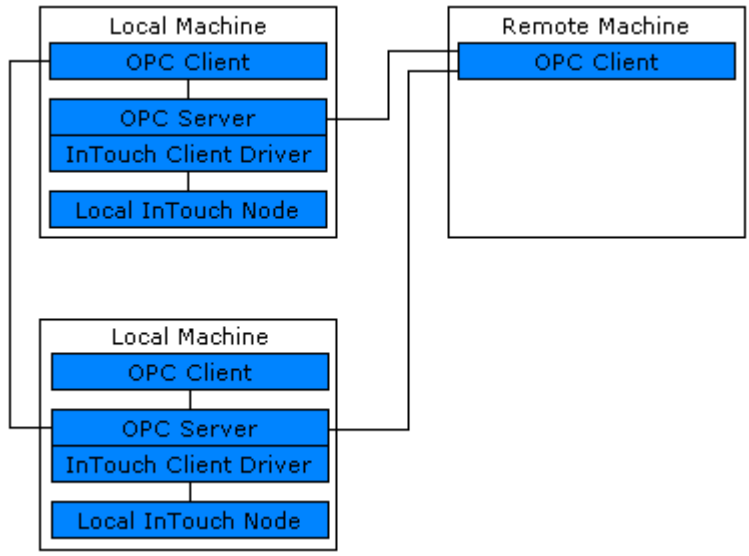 Local Machine
OPC Client
OPC Server
InTouch Client Driver
Local InTouch Node
Remote Machine
OPC Client
Local Machine
OPC Client
OPC Server
InTouch Client Driver
Local InTouch Node